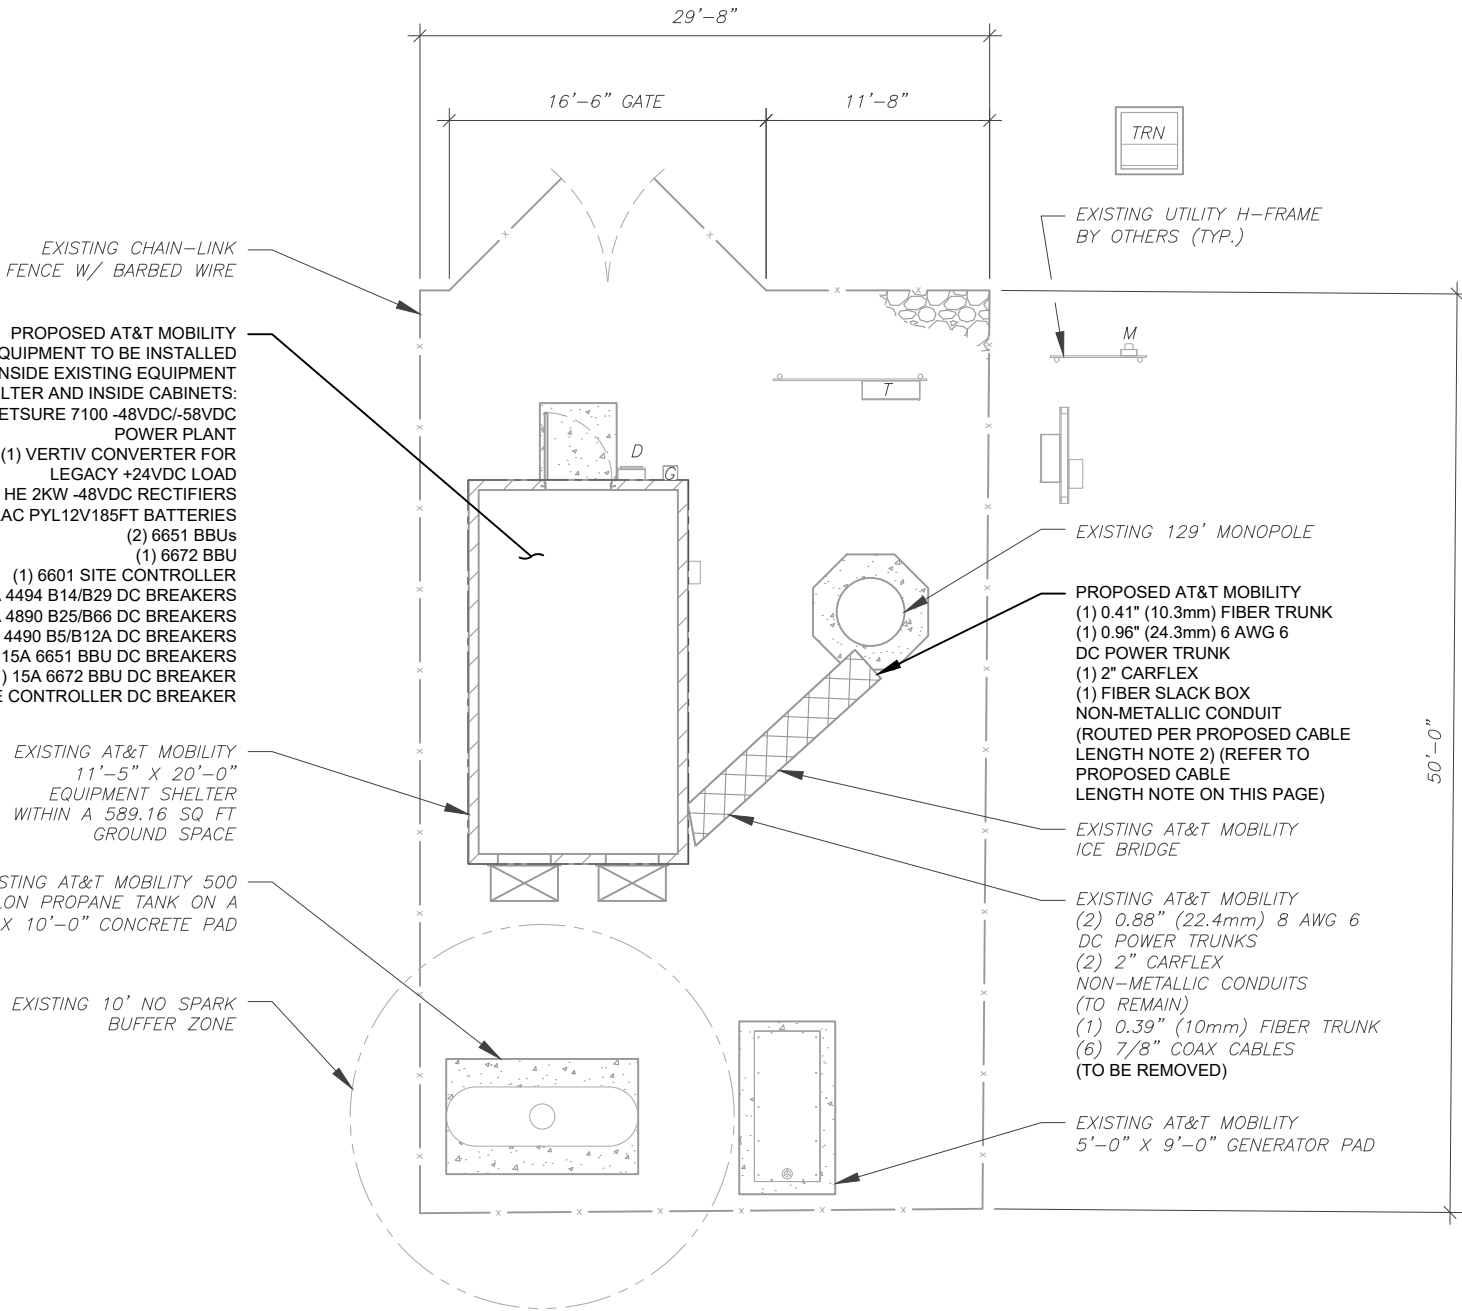 29'-8"
16'-6" GATE
11'-8"
TRN
EXISTING UTILITY H-FRAME
BY OTHERS (TYP.)
EXISTING CHAIN-LINK
FENCE W/ BARBED WIRE
PROPOSED AT&T MOBILITY
QUIPMENT TO BE INSTALLED
NSIDE EXISTING EQUIPMENT
LTER AND INSIDE CABINETS:
ETSURE 7100 -48VDC/-58VDC
POWER PLANT
(1) VERTIV CONVERTER FOR
LEGACY +24VDC LOAD
HE 2KW -48VDC RECTIFIERS
AC PYL12V185FT BATTERIES
(2) 6651 BBUs
(1) 6672 BBU
(1) 6601 SITE CONTROLLER
4494 B14/B29 DC BREAKERS
4890 B25/B66 DC BREAKERS
4490 B5/B12A DC BREAKERS
15A 6651 BBU DC BREAKERS
) 15A 6672 BBU DC BREAKER
E CONTROLLER DC BREAKER
M
T
D
G
EXISTING 129' MONOPOLE
PROPOSED AT&T MOBILITY
(1) 0.41" (10.3mm) FIBER TRUNK
(1) 0.96" (24.3mm) 6 AWG 6
DC POWER TRUNK
(1) 2" CARFLEX
(1) FIBER SLACK BOX
NON-METALLIC CONDUIT
(ROUTED PER PROPOSED CABLE
LENGTH NOTE 2) (REFER TO
PROPOSED CABLE
LENGTH NOTE ON THIS PAGE)
50'-0"
EXISTING AT&T MOBILITY
11'-5" X 20'-0"
EQUIPMENT SHELTER
WITHIN A 589.16 SQ FT
GROUND SPACE
EXISTING AT&T MOBILITY
ICE BRIDGE
STING AT&T MOBILITY 500
LON PROPANE TANK ON A
X 10'-0" CONCRETE PAD
EXISTING AT&T MOBILITY
(2) 0.88" (22.4mm) 8 AWG 6
DC POWER TRUNKS
(2) 2" CARFLEX
NON-METALLIC CONDUITS
(TO REMAIN)
(1) 0.39" (10mm) FIBER TRUNK
(6) 7/8" COAX CABLES
(TO BE REMOVED)
EXISTING 10' NO SPARK
BUFFER ZONE
EXISTING AT&T MOBILITY
5'-0" X 9'-0" GENERATOR PAD